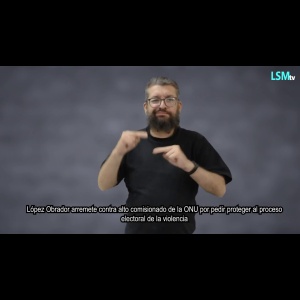 LSMtv
López Obrador arremete contra alto comisionado de la ONU por pedir proteger al proceso
electoral de la violencia